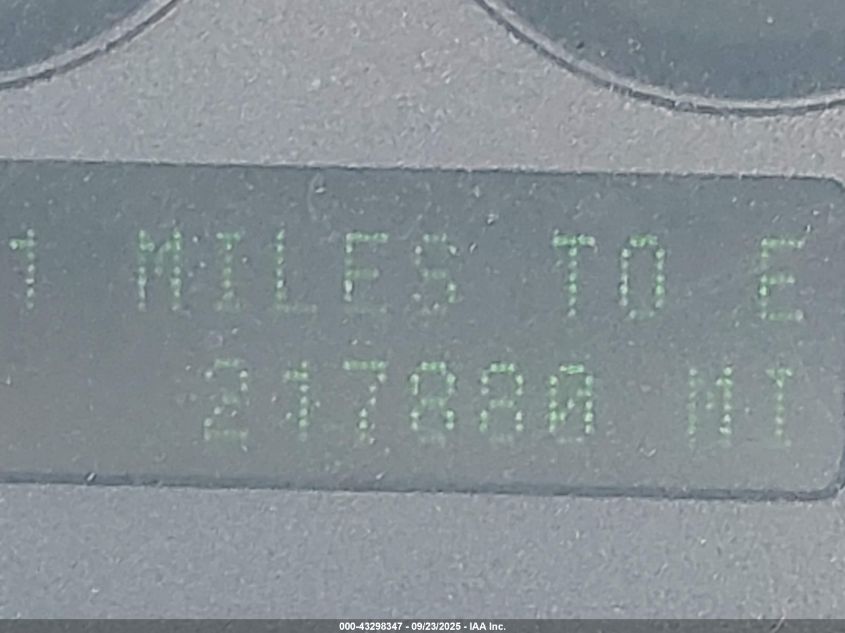 1 MILES TO E
217880 MI
000-43298347 - 09/23/2025 - IAA Inc.